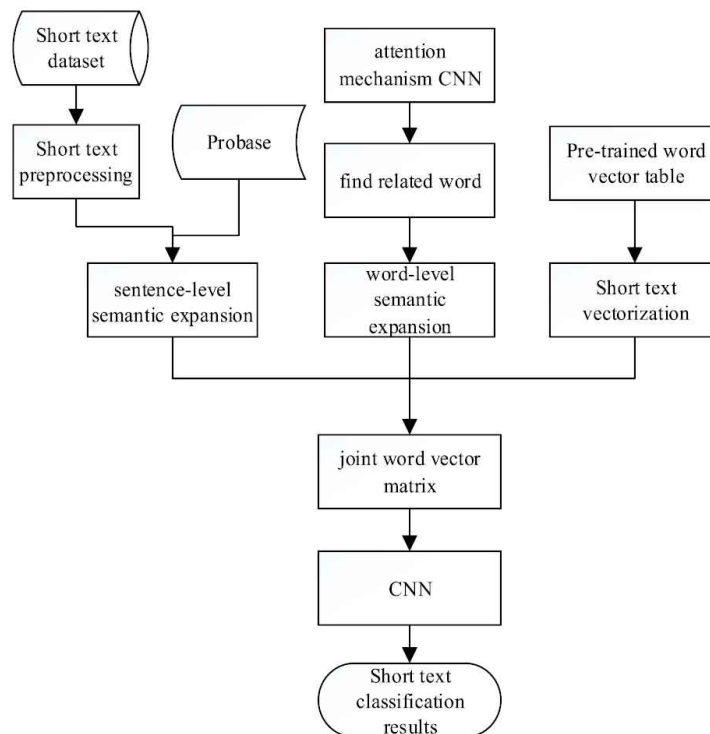 Short text
dataset
attention
mechanism CNN
Probase
Short text
preprocessing
find related word
Pre-trained word
vector table
sentence-level
semantic expansion
word-level
semantic
expansion
Short text
vectorization
joint word vector
matrix
CNN
Short text
classification
results